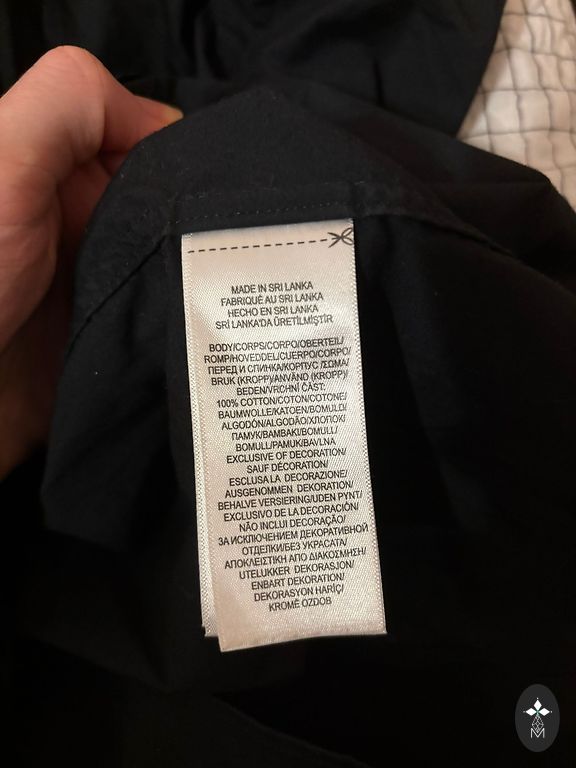 MADE IN SRI LANKA
FABRIQUÉ AU SRI LANKA
HECHO EN SRI LANKA
SRİ LANKA'DA ÜRETİLMİŞTİR
BODY/CORPS/CORPO/OBERTEIL/
ROMP/HOVEDDEL/CUERPO/CORPO/
ПЕРЕД И СПИНКА/КОРПУС /ΣΩΜΑ/
BRUK (KROPP)/ANVÄND (KROPP)/
BEDEN/VRCHNÍ ČÁST:
100% COTTON/COTON/COTONE/
BAUMWOLLE/KATOEN/BOMULD/
ALGODÓN/ALGODÃO/ХЛОПОК/
ПАМУК/ΒΑΜΒΑΚΙ/BOMULL/
BOMULL/PAMUK/BAVLNA
EXCLUSIVE OF DECORATION/
SAUF DÉCORATION/
ESCLUSA LA DECORAZIONE/
AUSGENOMMEN DEKORATION/
BEHALVE VERSIERING/UDEN PYNT/
EXCLUSIVO DE LA DECORACIÓN/
NÃO INCLUI DECORAÇÃO/
ЗА ИСКЛЮЧЕНИЕМ ДЕКОРАТИВНОЙ
ОТДЕЛКИ/БЕЗ УКРАСАТА/
ΑΠΟΚΛΕΙΣΤΙΚΗ ΑΠΟ ΔΙΑΚΟΣΜΗΣΗ/
UTELUKKER DEKORASJON/
ENBART DEKORATION/
DEKORASYON HARİÇ/
KROMĚ OZDOB
M